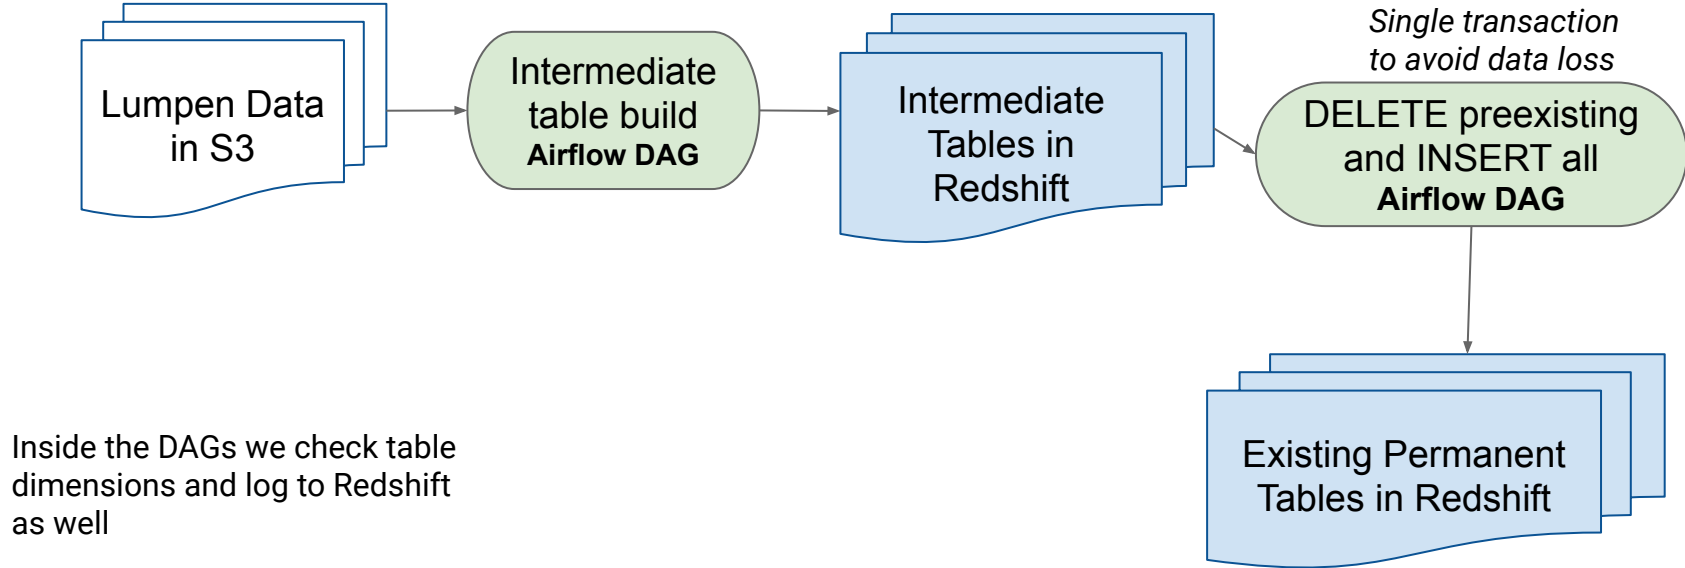 Lumpen Data
in S3
Intermediate
table build
Airflow DAG
Intermediate
Tables in
Redshift
Single transaction
to avoid data loss
DELETE preexisting
and INSERT all
Airflow DAG
Existing Permanent
Tables in Redshift
Inside the DAGs we check table
dimensions and log to Redshift
as well